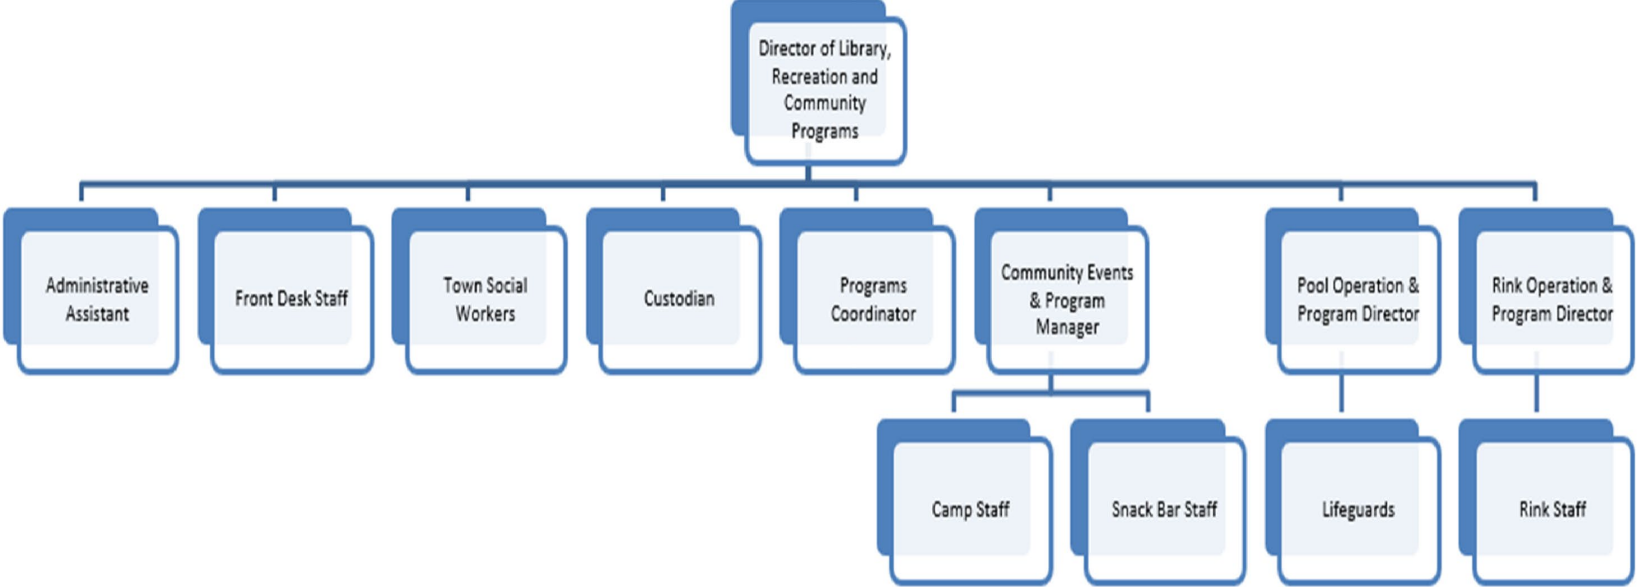 Director of Library,
Recreation and
Community
Programs
Administrative
Assistant
Front Desk Staff
Town Social
Workers
Custodian
Programs
Coordinator
Community Events
& Program
Manager
Pool Operation &
Program Director
Rink Operation &
Program Director
Camp Staff
Snack Bar Staff
Lifeguards
Rink Staff